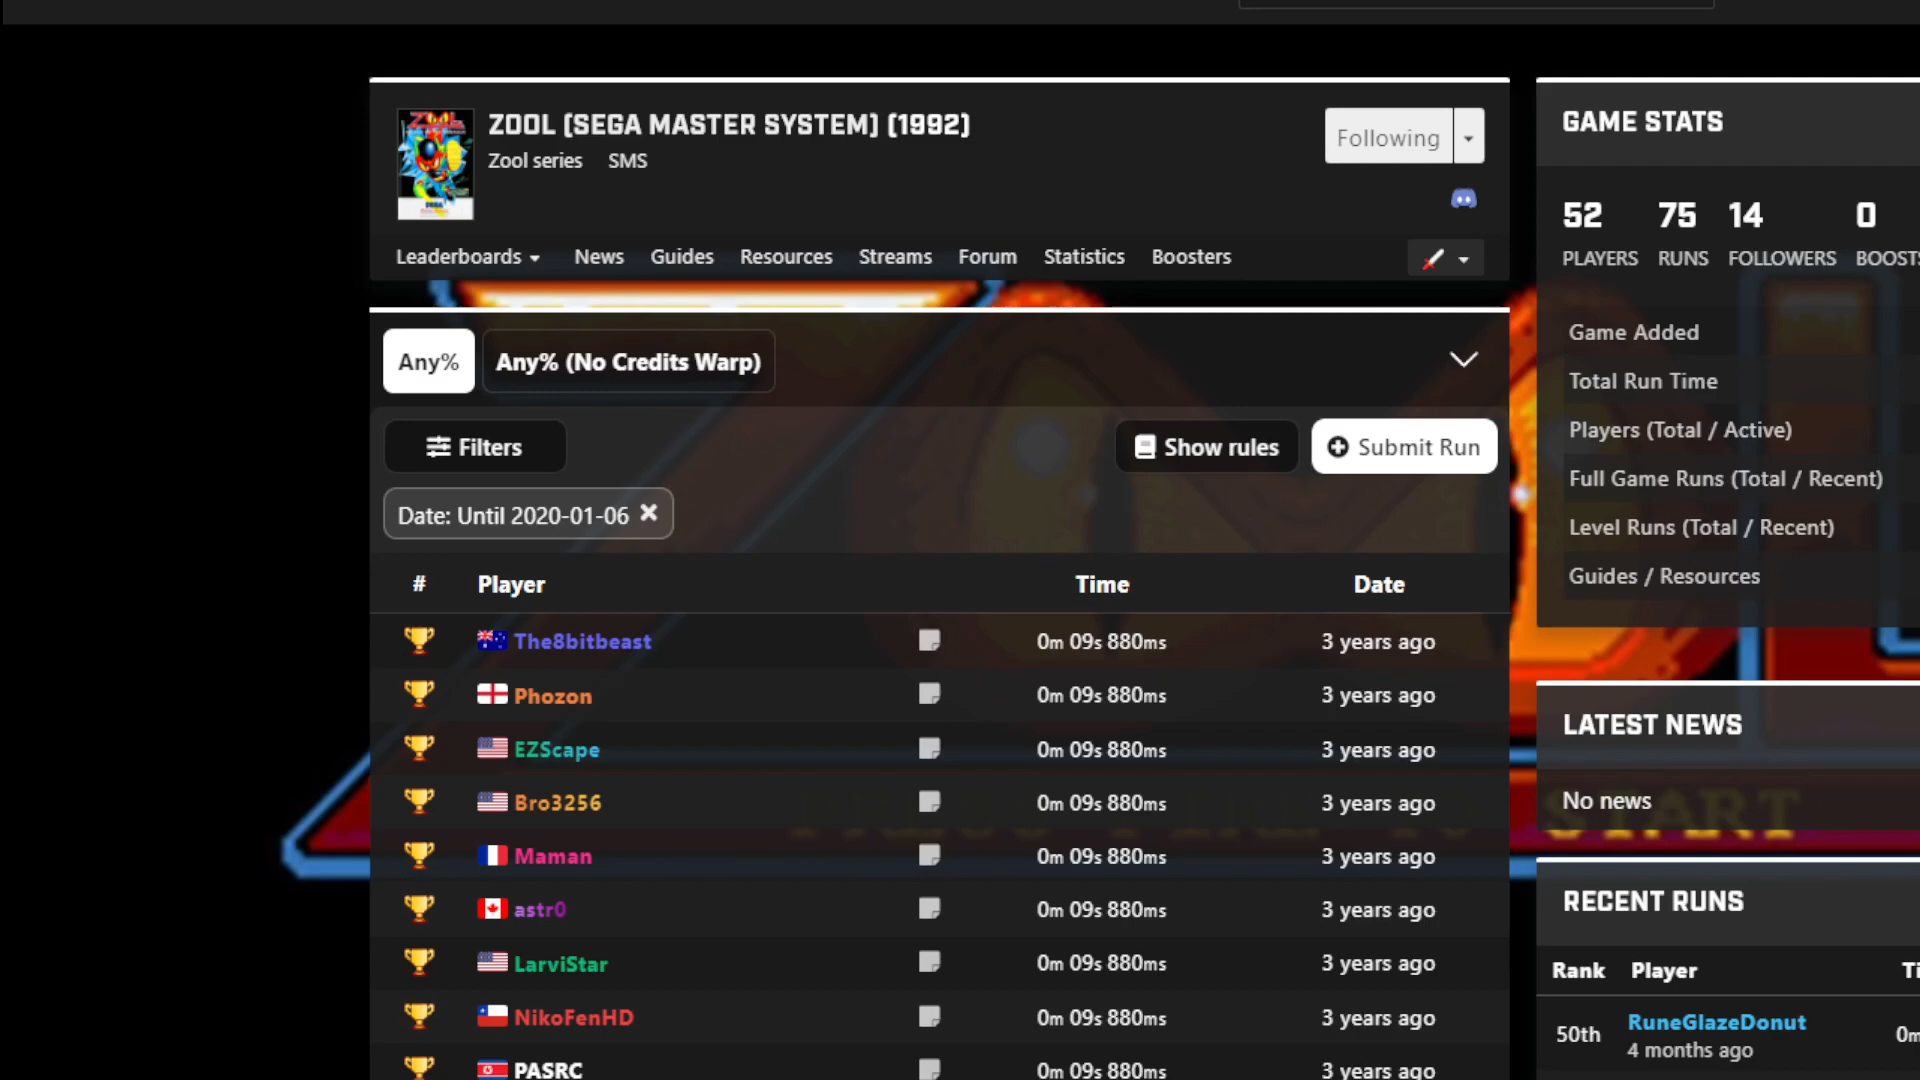 ZOOL (SEGA MASTER SYSTEM) (1992)
Zool series SMS
Following
Leaderboards News Guides Resources Streams Forum Statistics Boosters
Any% Any% (No Credits Warp)
Filters Show rules Submit Run
Date: Until 2020-01-06
# Player Time Date
The8bitbeast 0m 09s 880ms 3 years ago
Phozon 0m 09s 880ms 3 years ago
EZScape 0m 09s 880ms 3 years ago
Bro3256 0m 09s 880ms 3 years ago
Maman 0m 09s 880ms 3 years ago
astr0 0m 09s 880ms 3 years ago
LarviStar 0m 09s 880ms 3 years ago
NikoFenHD 0m 09s 880ms 3 years ago
PASRC 0m 09s 880ms 3 years ago
GAME STATS
52 75 14 0
PLAYERS RUNS FOLLOWERS BOOSTS
Game Added
Total Run Time
Players (Total / Active)
Full Game Runs (Total / Recent)
Level Runs (Total / Recent)
Guides / Resources
LATEST NEWS
No news
START
RECENT RUNS
Rank Player
50th RuneGlazeDonut
4 months ago